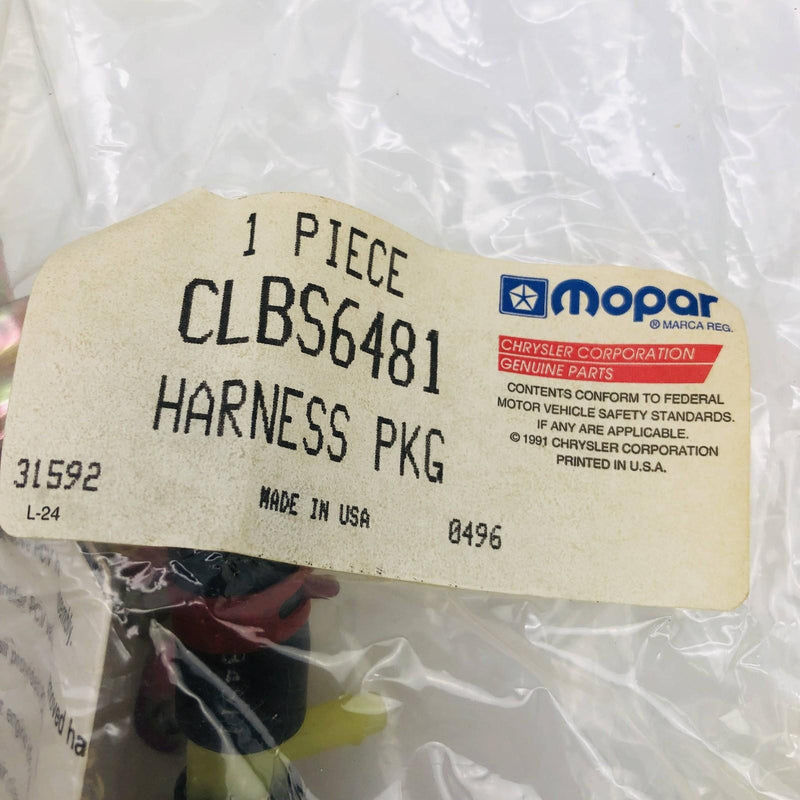 1 PIECE
CLBS6481
HARNESS PKG
31592
L-24
MADE IN USA
0496
mopar
® MARCA REG.
CHRYSLER CORPORATION
GENUINE PARTS
CONTENTS CONFORM TO FEDERAL
MOTOR VEHICLE SAFETY STANDARDS.
IF ANY ARE APPLICABLE.
© 1991 CHRYSLER CORPORATION
PRINTED IN U.S.A.